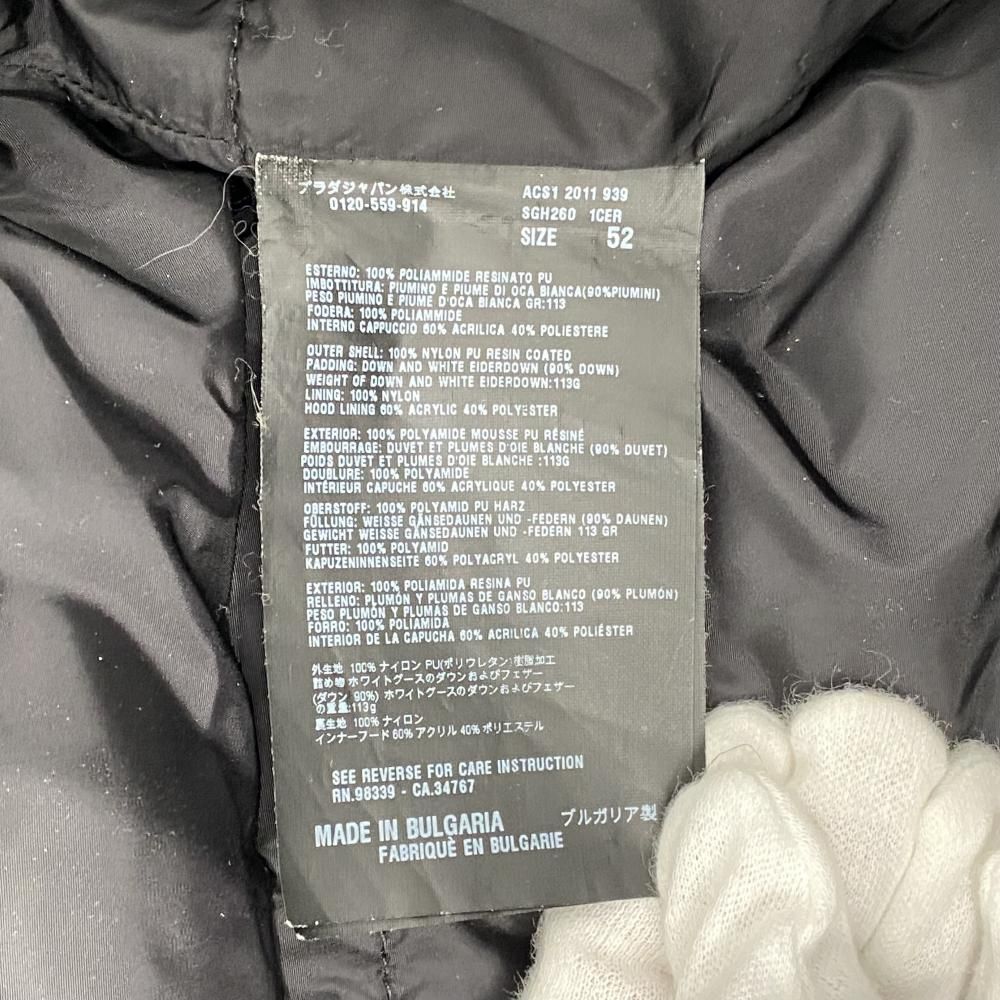 プラダジャパン株式会社
0120-559-914
ACS1 2011 939
SGH260 1CER
SIZE 52
ESTERNO: 100% POLIAMMIDE RESINATO PU
IMBOTTITURA: PIUMINO E PIUME DI OCA BIANCA(90%PIUMINI)
PESO PIUMINO E PIUME D'OCA BIANCA GR:113
FODERA: 100% POLIAMMIDE
INTERNO CAPPUCCIO 60% ACRILICA 40% POLIESTERE
OUTER SHELL: 100% NYLON PU RESIN COATED
PADDING: DOWN AND WHITE EIDERDOWN (90% DOWN)
WEIGHT OF DOWN AND WHITE EIDERDOWN:113G
LINING: 100% NYLON
HOOD LINING 60% ACRYLIC 40% POLYESTER
EXTERIOR: 100% POLYAMIDE MOUSSE PU RÉSINÉ
EMBOURRAGE: DUVET ET PLUMES D'OIE BLANCHE (90% DUVET)
POIDS DUVET ET PLUMES D'OIE BLANCHE :113G
DOUBLURE: 100% POLYAMIDE
INTÉRIEUR CAPUCHE 60% ACRYLIQUE 40% POLYESTER
OBERSTOFF: 100% POLYAMID PU HARZ
FÜLLUNG: WEISSE GÄNSEDAUNEN UND -FEDERN (90% DAUNEN)
GEWICHT WEISSE GÄNSEDAUNEN UND -FEDERN 113 GR
FUTTER: 100% POLYAMID
KAPUZENINNENSEITE 60% POLYACRYL 40% POLYESTER
EXTERIOR: 100% POLIAMIDA RESINA PU
RELLENO: PLUMÓN Y PLUMAS DE GANSO BLANCO (90% PLUMÓN)
PESO PLUMÓN Y PLUMAS DE GANSO BLANCO:113
FORRO: 100% POLIAMIDA
INTERIOR DE LA CAPUCHA 60% ACRILICA 40% POLIÉSTER
外生地 100% ナイロン PU(ポリウレタン)樹脂加工
詰め物 ホワイトグースのダウンおよびフェザー
(ダウン 90%) ホワイトグースのダウンおよびフェザー
の重量:113g
裏生地 100% ナイロン
インナーフード 60% アクリル 40% ポリエステル
SEE REVERSE FOR CARE INSTRUCTION
RN.98339 - CA.34767
MADE IN BULGARIA ブルガリア製
FABRIQUÈ EN BULGARIE